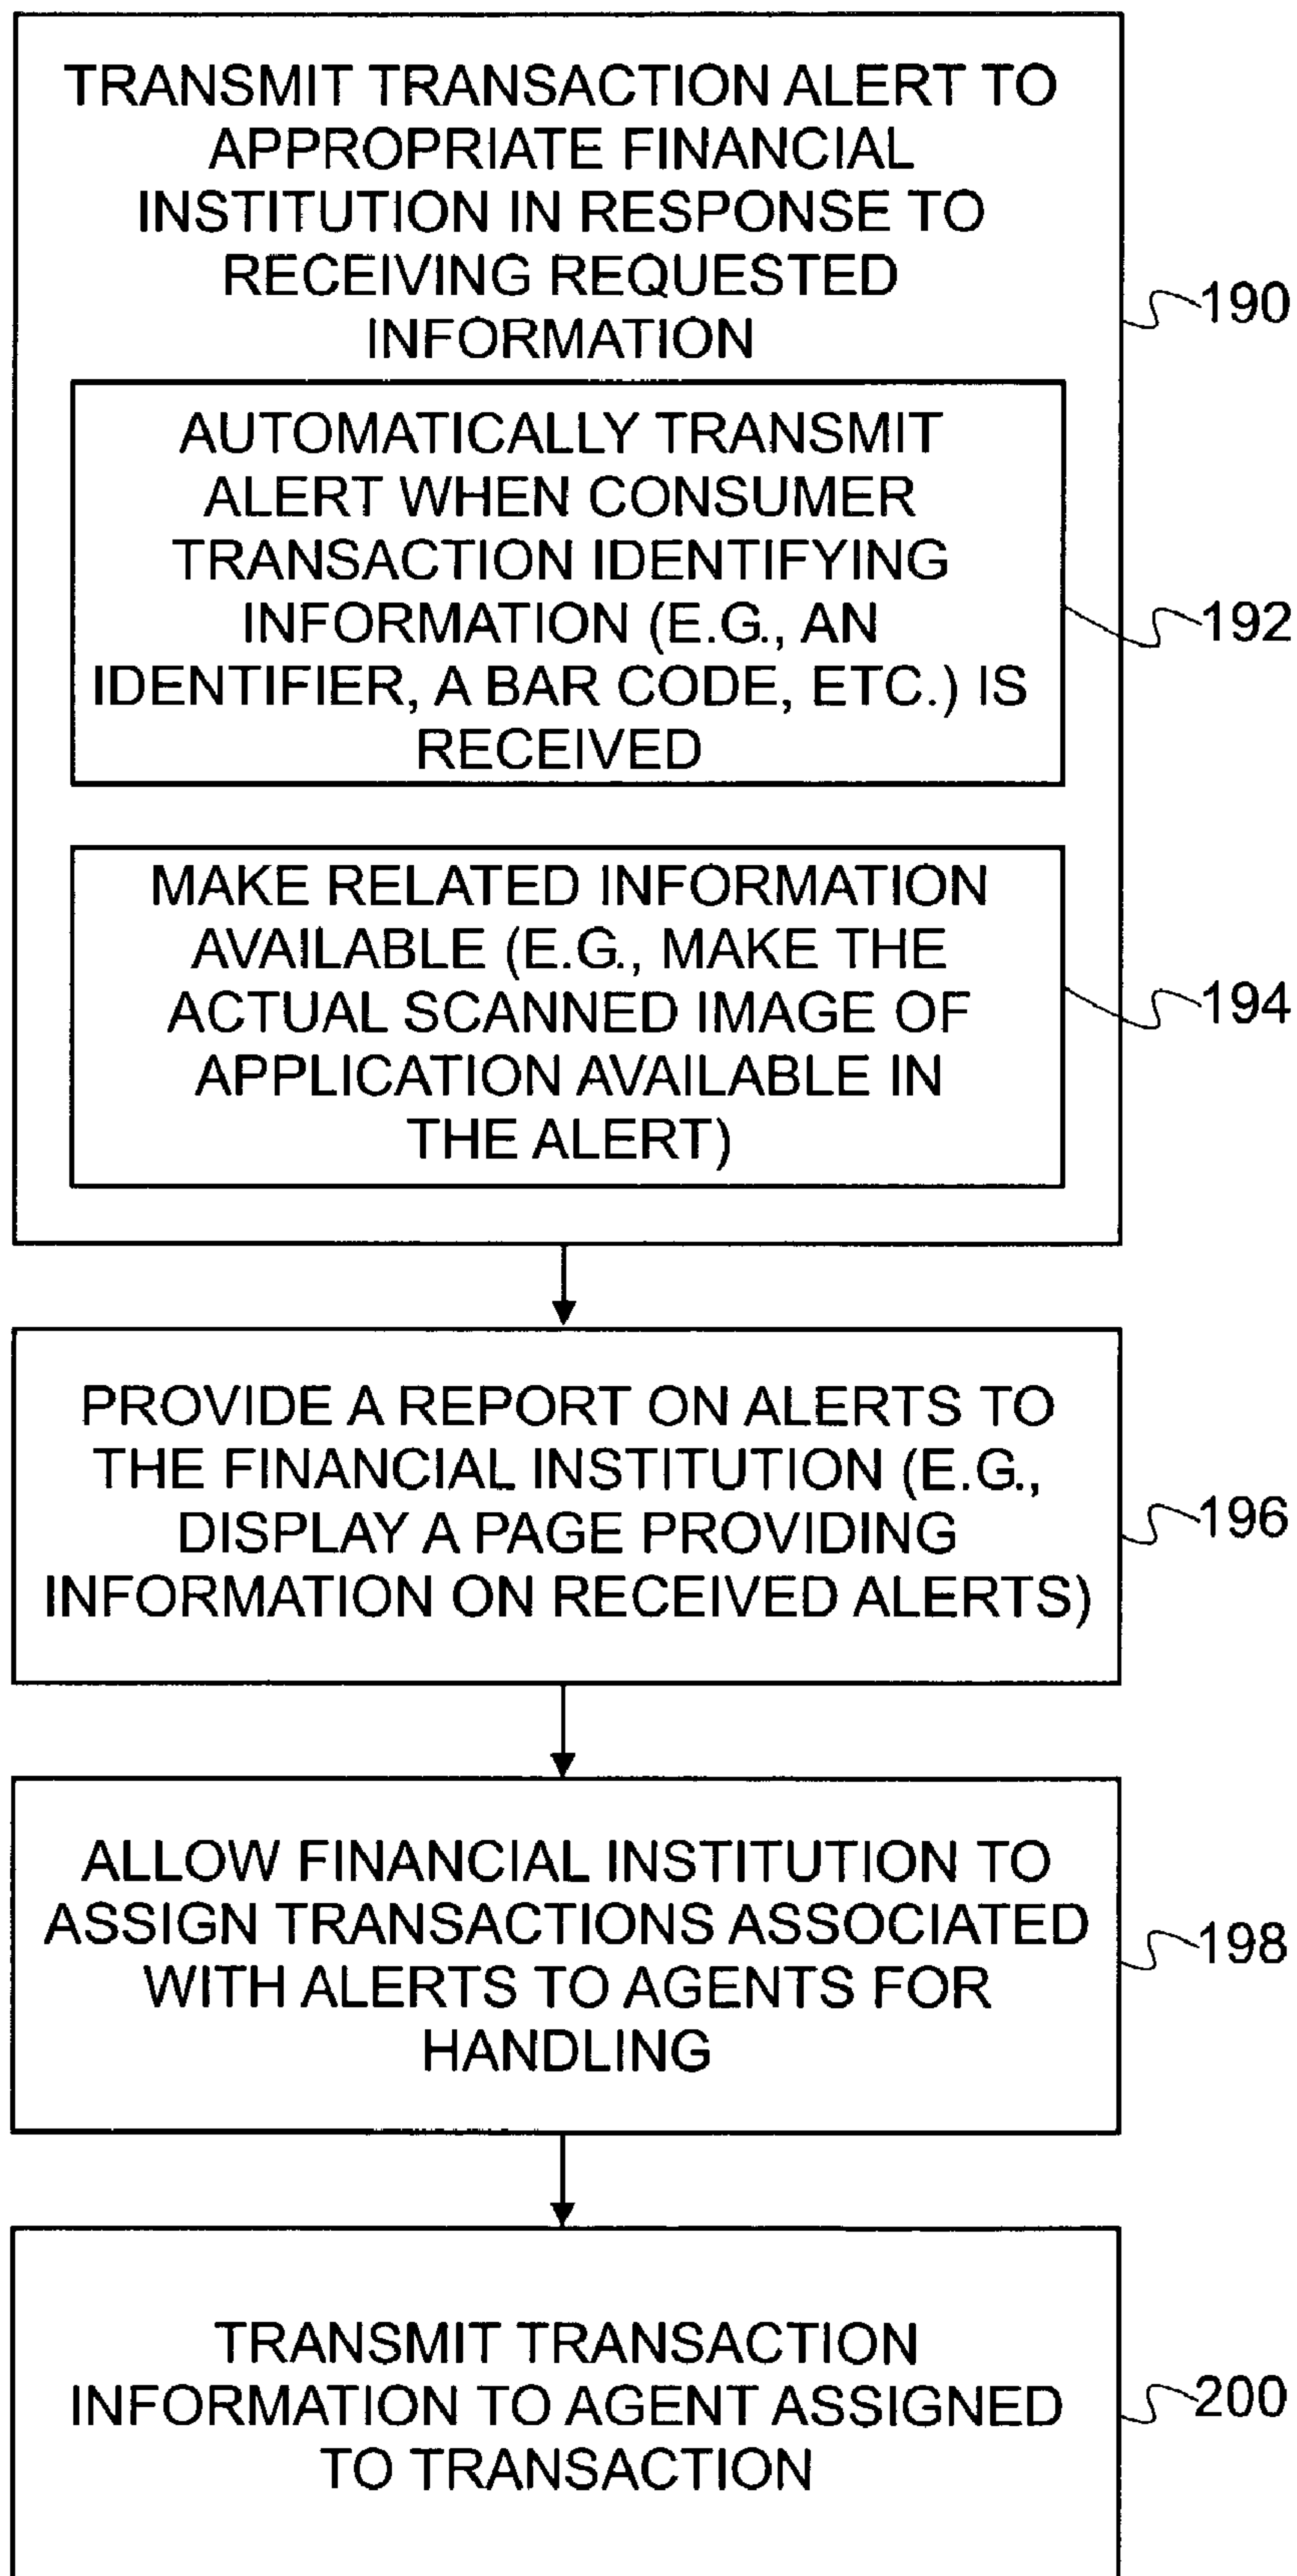 TRANSMIT TRANSACTION ALERT TO
APPROPRIATE FINANCIAL
INSTITUTION IN RESPONSE TO
RECEIVING REQUESTED
INFORMATION
190
AUTOMATICALLY TRANSMIT
ALERT WHEN CONSUMER
TRANSACTION IDENTIFYING
INFORMATION (E.G., AN
IDENTIFIER, A BAR CODE, ETC.) IS
RECEIVED
192
MAKE RELATED INFORMATION
AVAILABLE (E.G., MAKE THE
ACTUAL SCANNED IMAGE OF
APPLICATION AVAILABLE IN
THE ALERT)
194
PROVIDE A REPORT ON ALERTS TO
THE FINANCIAL INSTITUTION (E.G.,
DISPLAY A PAGE PROVIDING
INFORMATION ON RECEIVED ALERTS)
196
ALLOW FINANCIAL INSTITUTION TO
ASSIGN TRANSACTIONS ASSOCIATED
WITH ALERTS TO AGENTS FOR
HANDLING
198
TRANSMIT TRANSACTION
INFORMATION TO AGENT ASSIGNED
TO TRANSACTION
200